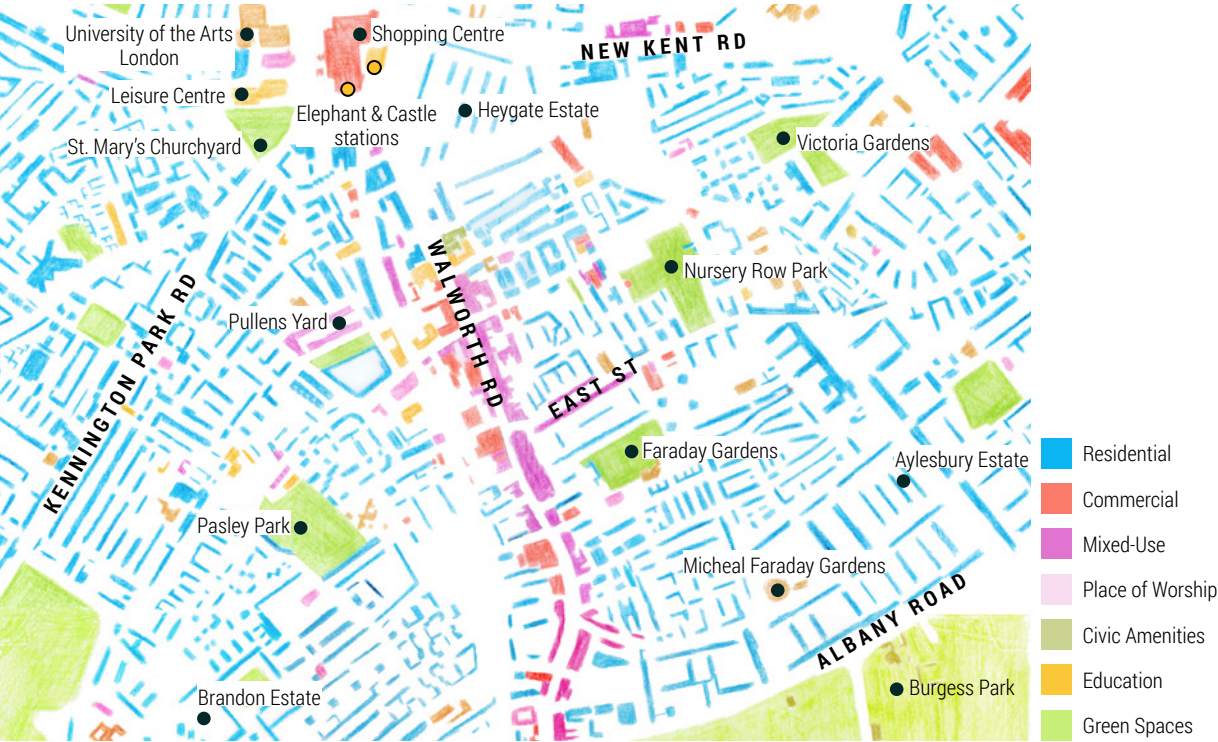 University of the Arts
London
Shopping Centre
NEW KENT RD
Leisure Centre
Elephant & Castle
stations
Heygate Estate
St. Mary's Churchyard
Victoria Gardens
WALWORTH RD
Nursery Row Park
KENNINGTON PARK RD
Pullens Yard
EAST ST
Faraday Gardens
Aylesbury Estate
Pasley Park
Micheal Faraday Gardens
ALBANY ROAD
Brandon Estate
Burgess Park
Residential
Commercial
Mixed-Use
Place of Worship
Civic Amenities
Education
Green Spaces